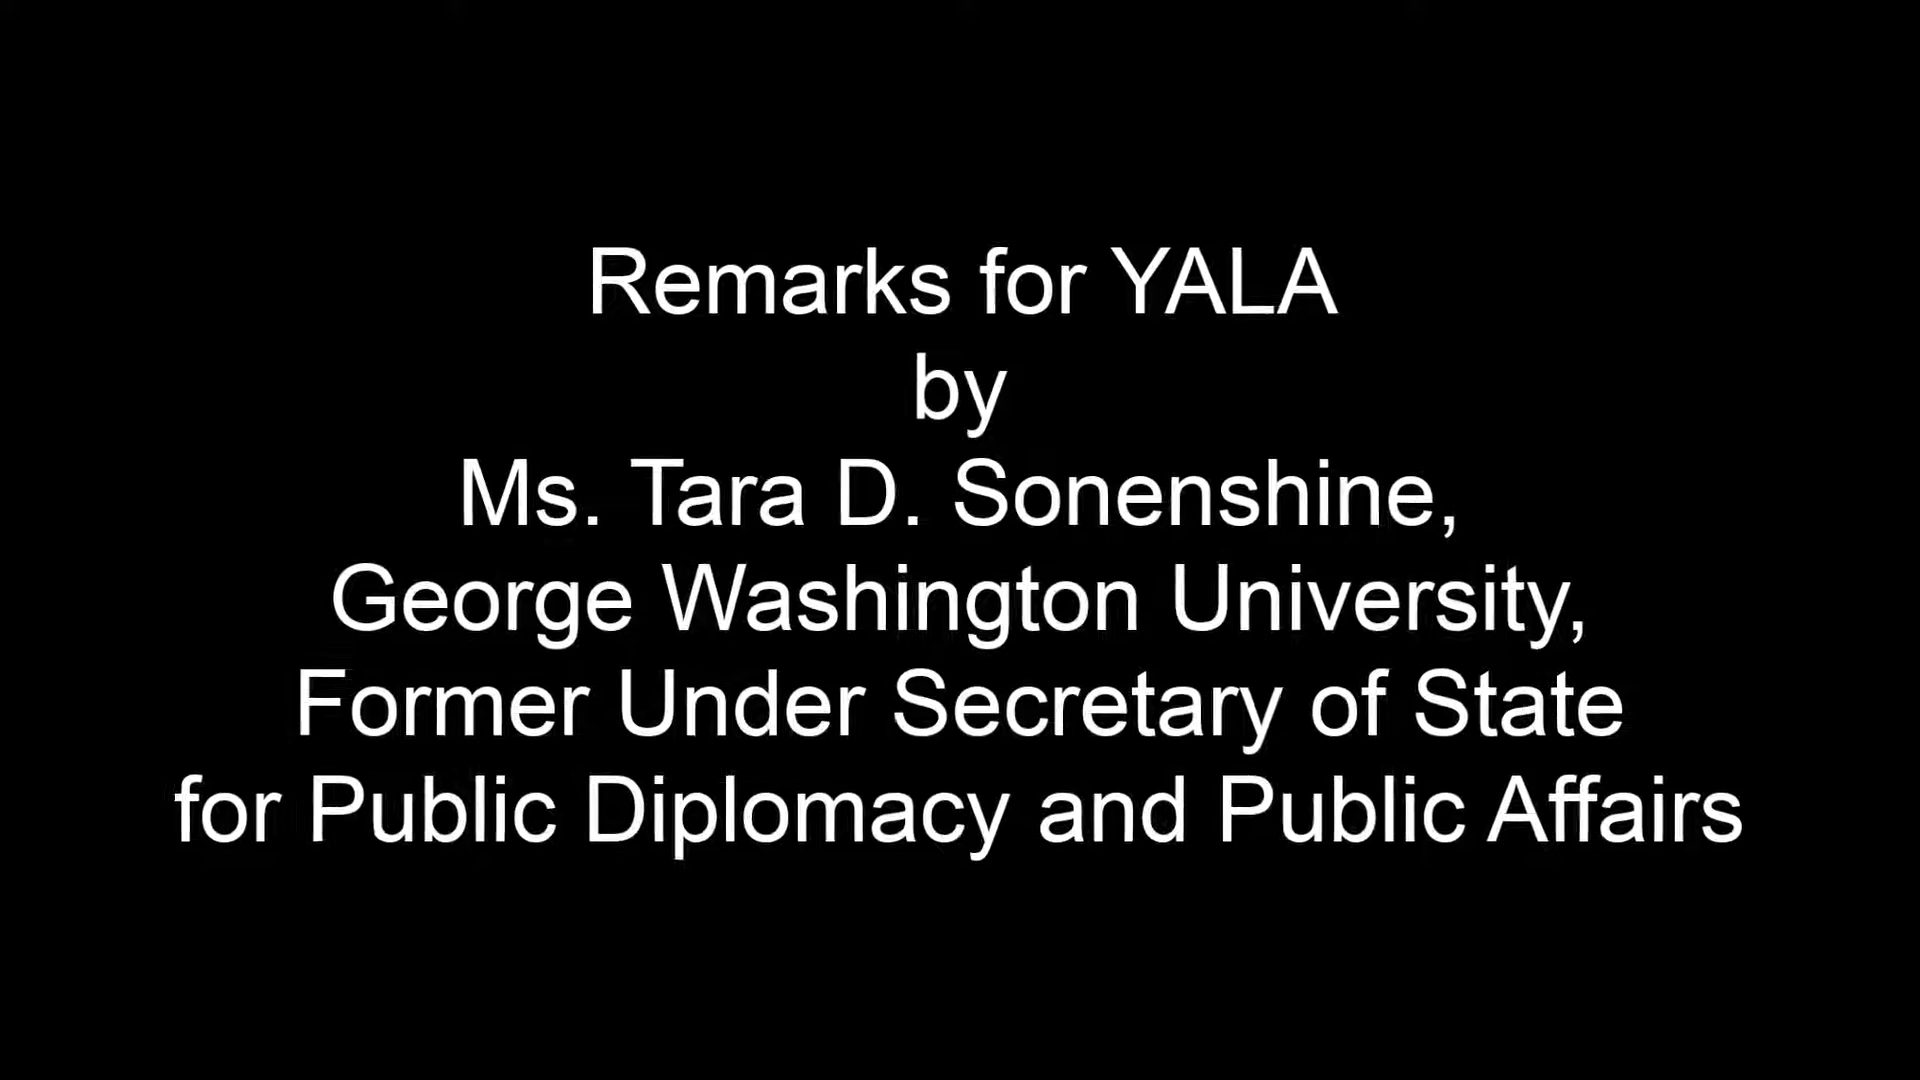 Remarks for YALA
by
Ms. Tara D. Sonenshine,
George Washington University,
Former Under Secretary of State
for Public Diplomacy and Public Affairs